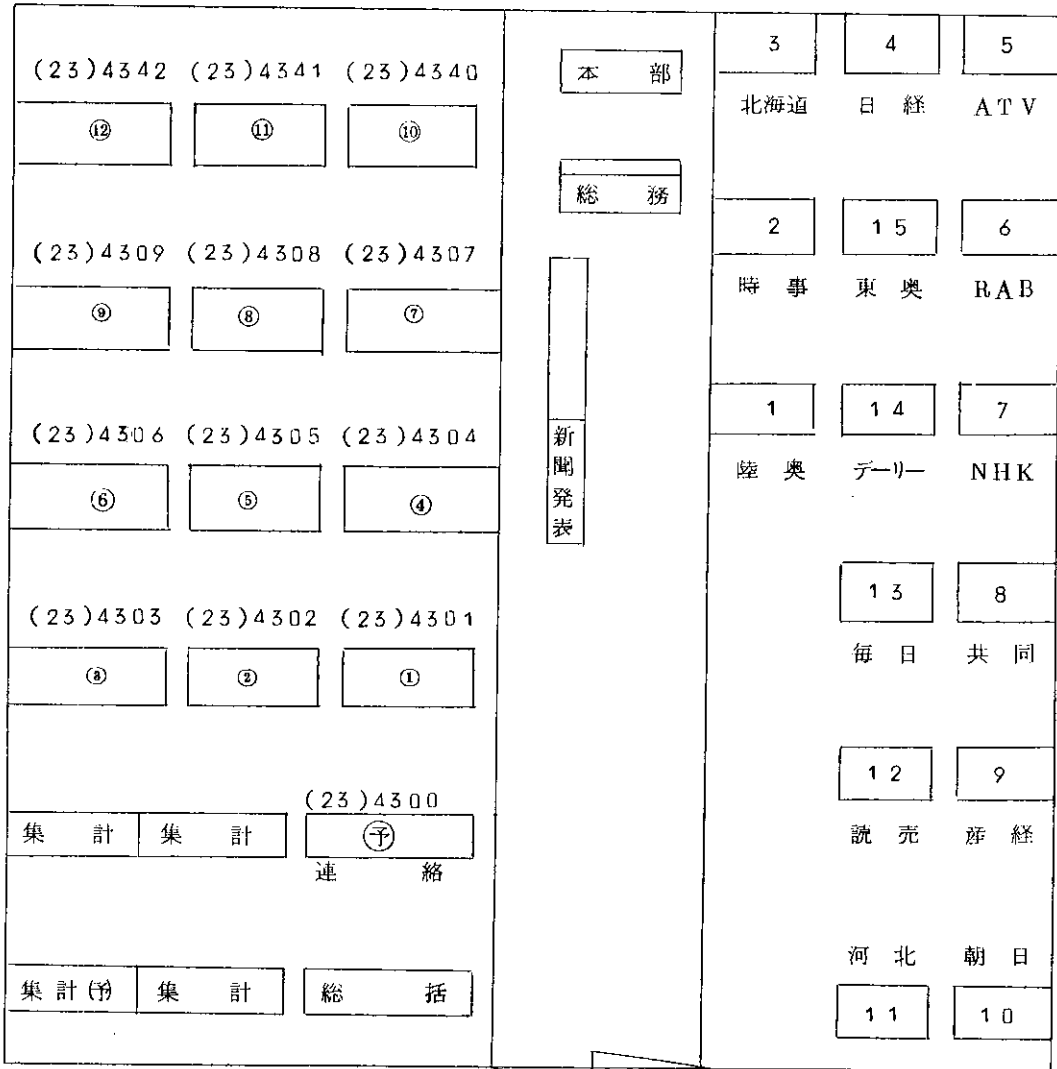 (23)4342 (23)4341 (23)4340
⑫ ⑪ ⑩
(23)4309 (23)4308 (23)4307
⑨ ⑧ ⑦
(23)4306 (23)4305 (23)4304
⑥ ⑤ ④
(23)4303 (23)4302 (23)4301
③ ② ①
(23)4300
集計 集計 予
連絡
集計(予) 集計 総括
本部
総務
新聞発表
3 4 5
北海道 日経 ATV
2 15 6
時事 東奥 RAB
1 14 7
陸奥 デーリー NHK
13 8
毎日 共同
12 9
読売 産経
河北 朝日
11 10